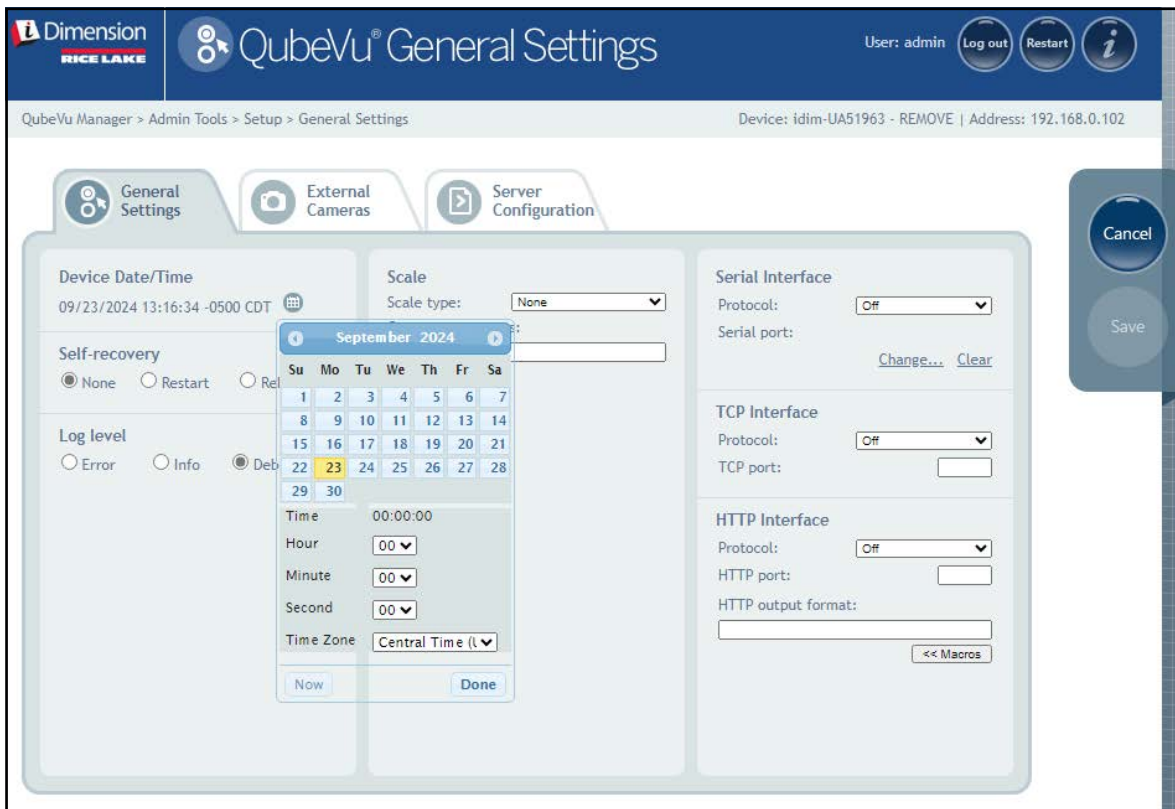 iDimension
RICE LAKE
QubeVu® General Settings
User: admin
Log out
Restart
i
QubeVu Manager > Admin Tools > Setup > General Settings
Device: idim-UA51963 - REMOVE | Address: 192.168.0.102
General
Settings
External
Cameras
Server
Configuration
Cancel
Save
Device Date/Time
09/23/2024 13:16:34 -0500 CDT
Self-recovery
None Restart
Log level
Error Info
September 2024
Su Mo Tu We Th Fr Sa
1 2 3 4 5 6 7
8 9 10 11 12 13 14
15 16 17 18 19 20 21
22 23 24 25 26 27 28
29 30
Time 00:00:00
Hour 00
Minute 00
Second 00
Time Zone Central Time (
Now Done
Scale
Scale type: None
Serial Interface
Protocol: Off
Serial port:
Change... Clear
TCP Interface
Protocol: Off
TCP port:
HTTP Interface
Protocol: Off
HTTP port:
HTTP output format:
<< Macros